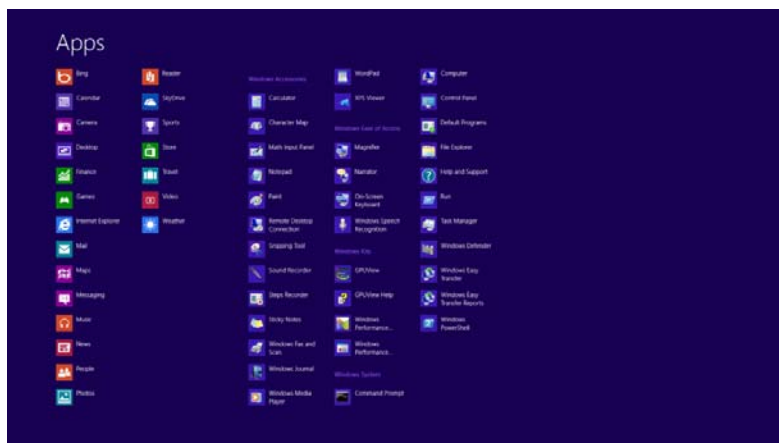 Apps
Bing
Calendar
Camera
Desktop
Finance
Games
Internet Explorer
Mail
Maps
Messaging
Music
News
People
Photos
Reader
SkyDrive
Sports
Store
Travel
Video
Weather
Windows Accessories
Calculator
Character Map
Math Input Panel
Notepad
Paint
Remote Desktop
Connection
Snipping Tool
Sound Recorder
Steps Recorder
Sticky Notes
Windows Fax and
Scan
Windows Journal
Windows Media
Player
WordPad
XPS Viewer
Windows Ease of Access
Magnifier
Narrator
On-Screen
Keyboard
Windows Speech
Recognition
Windows Kits
GPUView
GPUView Help
Windows
Performance...
Windows
Performance...
Windows System
Command Prompt
Computer
Control Panel
Default Programs
File Explorer
Help and Support
Run
Task Manager
Windows Defender
Windows Easy
Transfer
Windows Easy
Transfer Reports
Windows
PowerShell